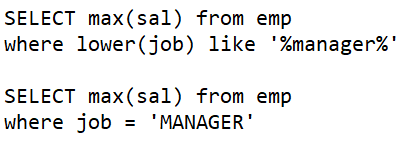 SELECT max(sal) from emp
where lower(job) like '%manager%'
SELECT max(sal) from emp
where job = 'MANAGER'